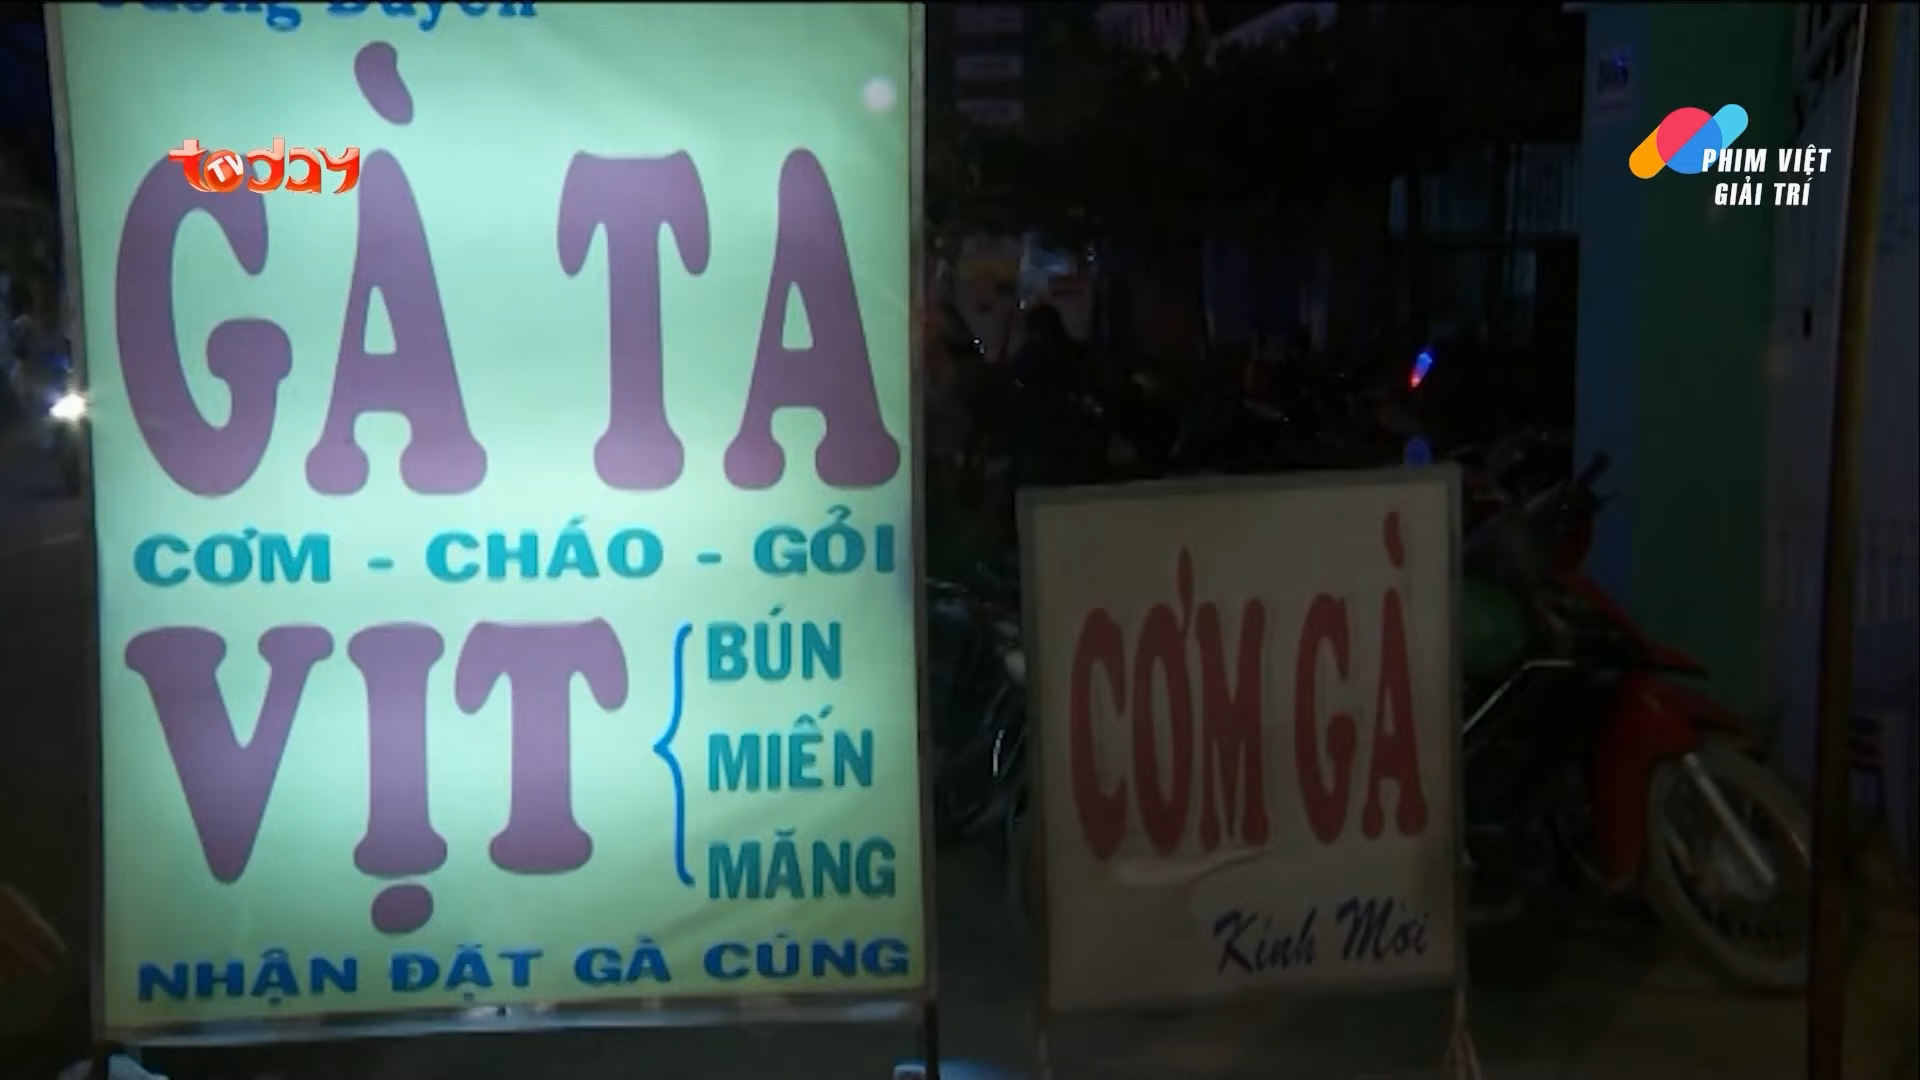 GÀ TA
CƠM - CHÁO - GỎI
VỊT
BÚN
MIẾN
MĂNG
NHẬN ĐẶT GÀ CÚNG
CƠM GÀ
Kính Mời
today
TV
PHIM VIỆT
GIẢI TRÍ